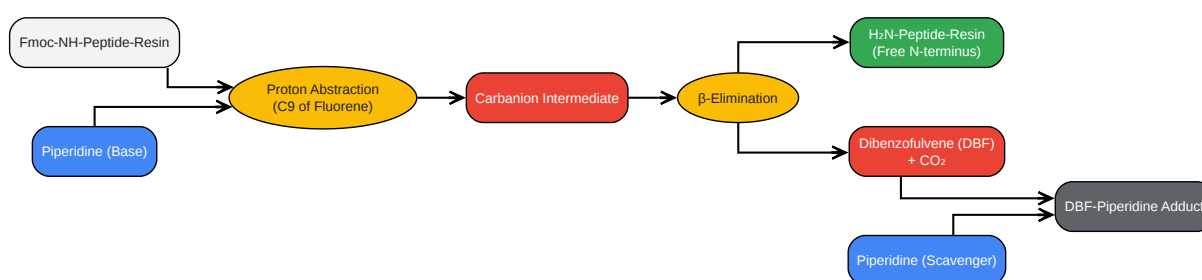 Fmoc-NH-Peptide-Resin
Piperidine (Base)
Proton Abstraction
(C9 of Fluorene)
Carbanion Intermediate
β-Elimination
H₂N-Peptide-Resin
(Free N-terminus)
Dibenzofulvene (DBF)
+ CO₂
Piperidine (Scavenger)
DBF-Piperidine Adduct